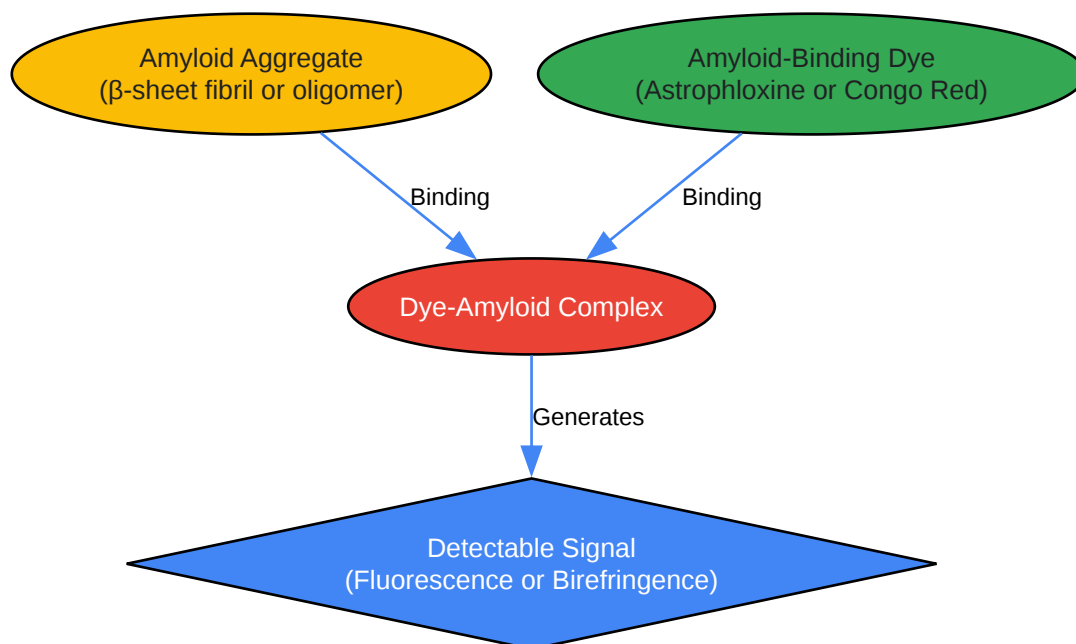 Amyloid Aggregate
(β-sheet fibril or oligomer)
Amyloid-Binding Dye
(Astrophloxine or Congo Red)
Binding
Binding
Dye-Amyloid Complex
Generates
Detectable Signal
(Fluorescence or Birefringence)